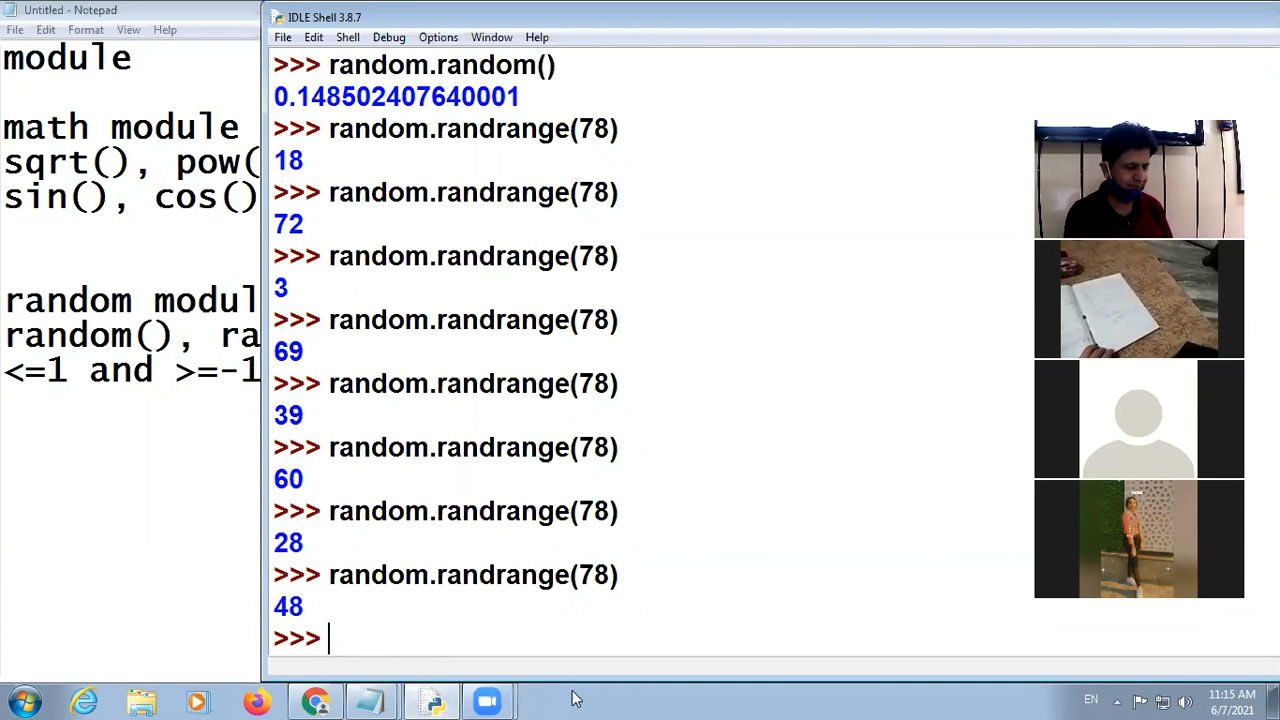 Untitled - Notepad
File Edit Format View Help
module
math module
sqrt(), pow(
sin(), cos()
random modul
random(), ra
<=1 and >=-1
IDLE Shell 3.8.7
File Edit Shell Debug Options Window Help
>>> random.random()
0.148502407640001
>>> random.randrange(78)
18
>>> random.randrange(78)
72
>>> random.randrange(78)
3
>>> random.randrange(78)
69
>>> random.randrange(78)
39
>>> random.randrange(78)
60
>>> random.randrange(78)
28
>>> random.randrange(78)
48
>>>
EN
11:15 AM
6/7/2021